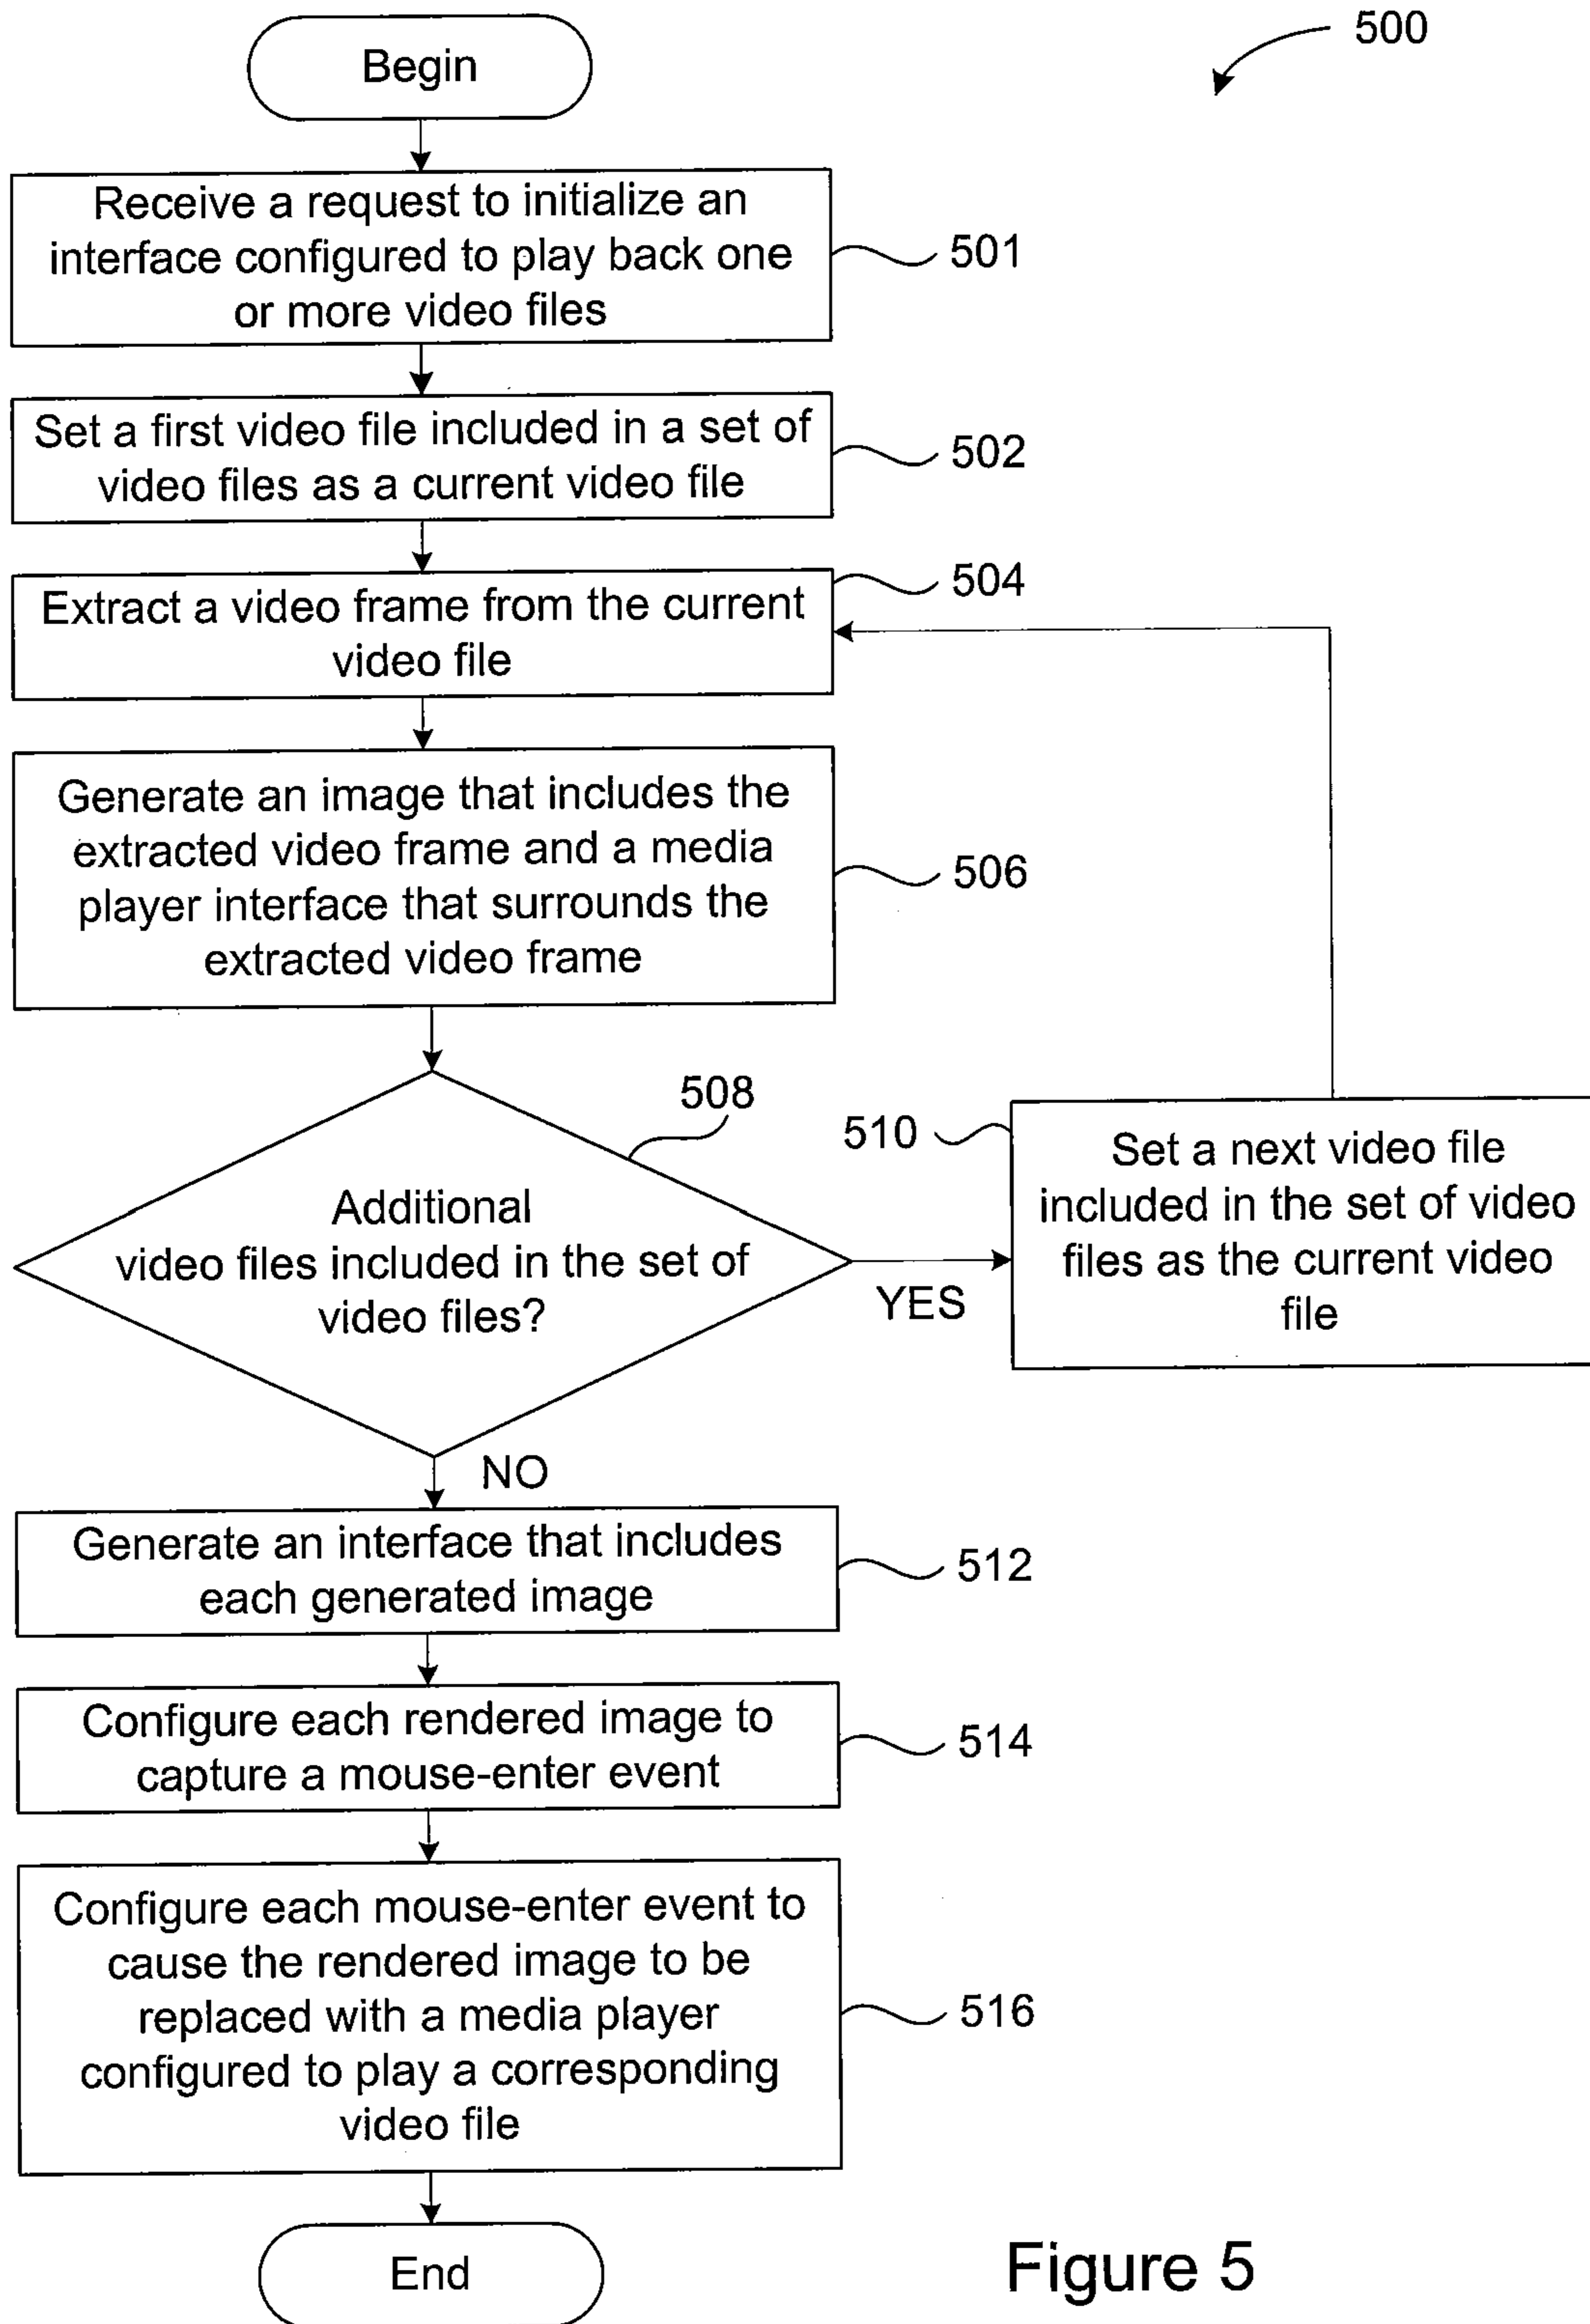 500
Begin
Receive a request to initialize an
interface configured to play back one
or more video files
501
Set a first video file included in a set of
video files as a current video file
502
Extract a video frame from the current
video file
504
Generate an image that includes the
extracted video frame and a media
player interface that surrounds the
extracted video frame
506
508
Additional
video files included in the set of
video files?
YES
510
Set a next video file
included in the set of video
files as the current video
file
NO
Generate an interface that includes
each generated image
512
Configure each rendered image to
capture a mouse-enter event
514
Configure each mouse-enter event to
cause the rendered image to be
replaced with a media player
configured to play a corresponding
video file
516
End
Figure 5